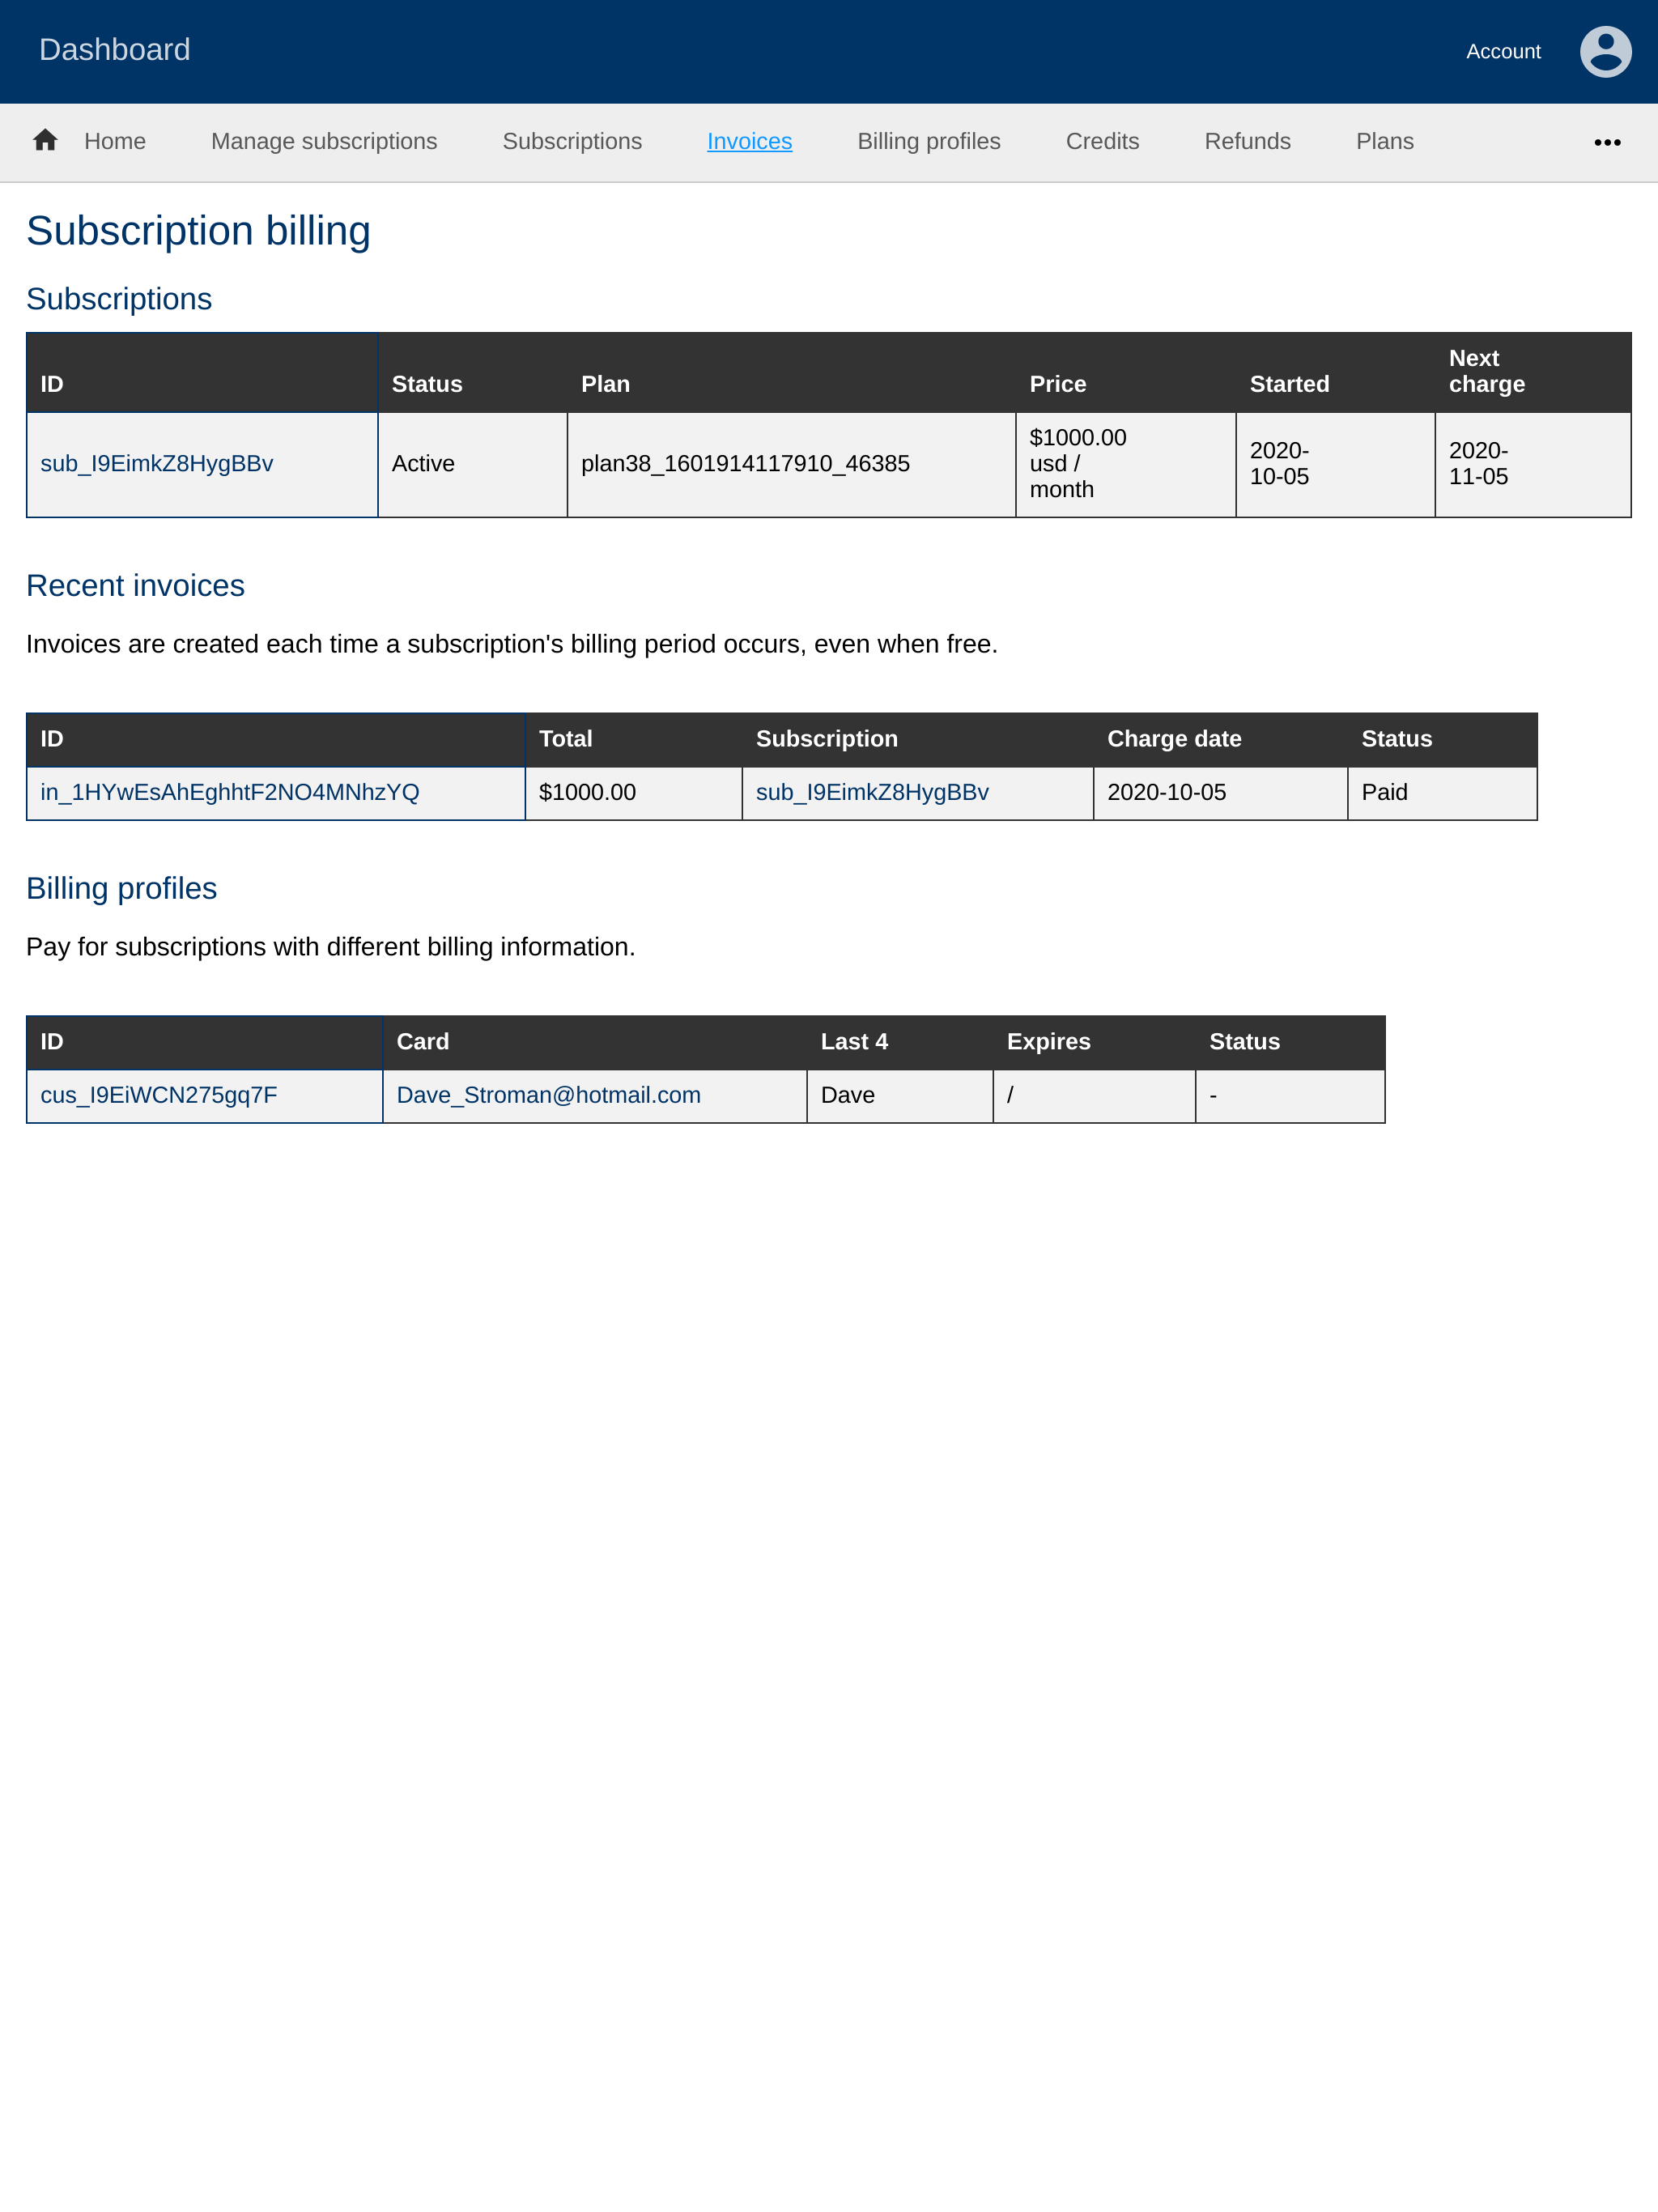 Dashboard
Account
Home Manage subscriptions Subscriptions Invoices Billing profiles Credits Refunds Plans
Subscription billing
Subscriptions
ID Status Plan Price Started Next charge
sub_I9EimkZ8HygBBv Active plan38_1601914117910_46385 $1000.00 usd / month 2020-10-05 2020-11-05
Recent invoices
Invoices are created each time a subscription's billing period occurs, even when free.
ID Total Subscription Charge date Status
in_1HYwEsAhEghhtF2NO4MNhzYQ $1000.00 sub_I9EimkZ8HygBBv 2020-10-05 Paid
Billing profiles
Pay for subscriptions with different billing information.
ID Card Last 4 Expires Status
cus_I9EiWCN275gq7F Dave_Stroman@hotmail.com Dave / -